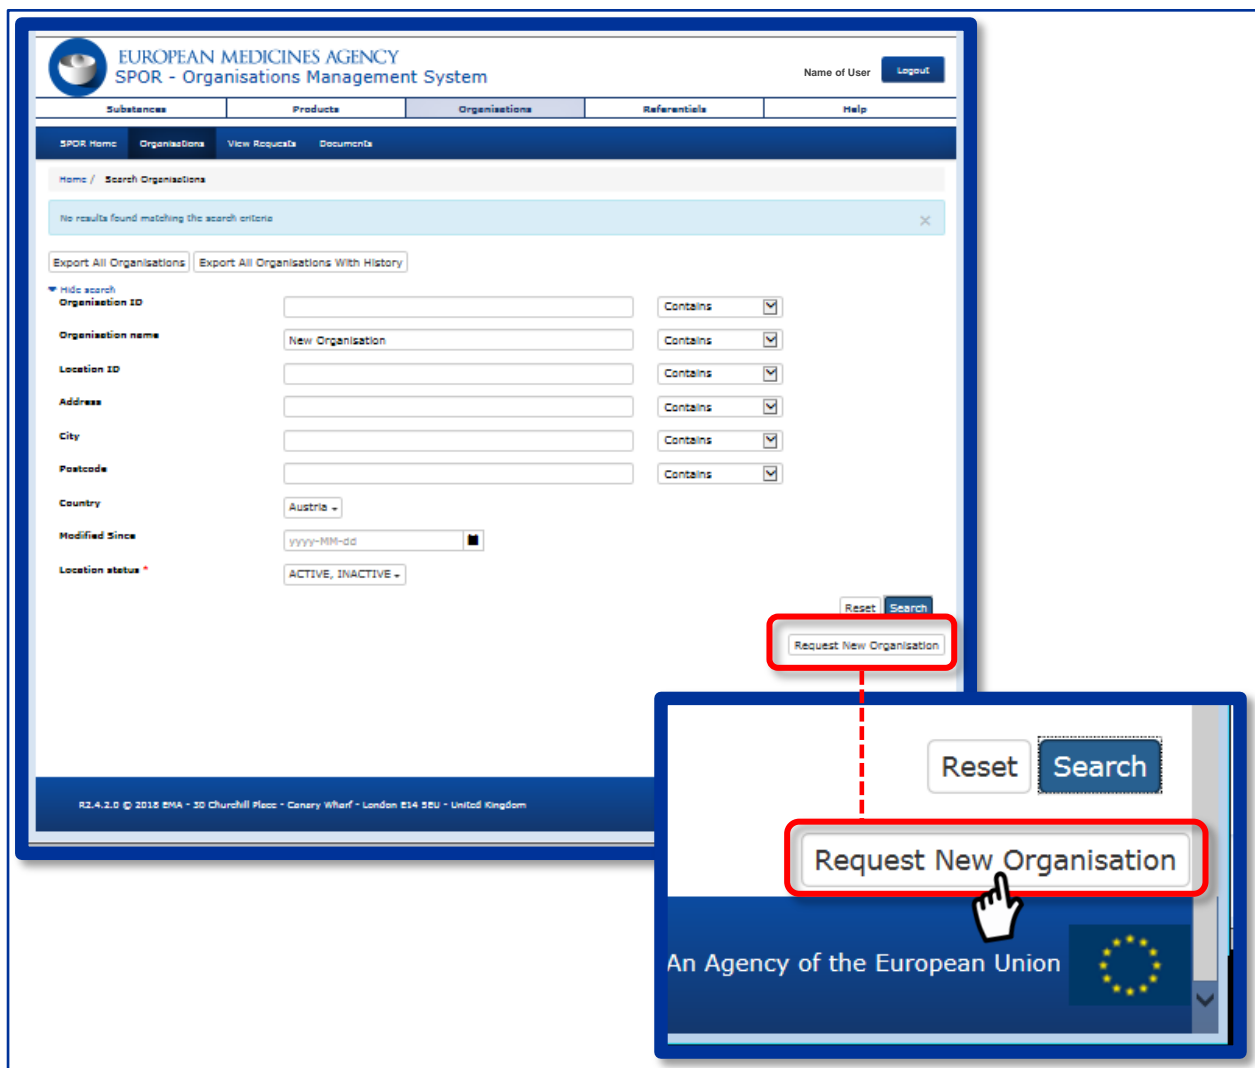 EUROPEAN MEDICINES AGENCY
SPOR - Organisations Management System
Name of User
Logout
Substances Products Organisations Referentials Help
SPOR Home Organisations View Requests Documents
Home / Search Organisations
No results found matching the search criteria ×
Export All Organisations Export All Organisations With History
Hide search
Organisation ID Contains
Organisation name New Organisation Contains
Location ID Contains
Address Contains
City Contains
Postcode Contains
Country Austria
Modified Since yyyy-MM-dd
Location status * ACTIVE, INACTIVE
Reset Search
Request New Organisation
R2.4.2.0 © 2018 EMA - 30 Churchill Place - Canary Wharf - London E14 5EU - United Kingdom
Reset Search
Request New Organisation
An Agency of the European Union